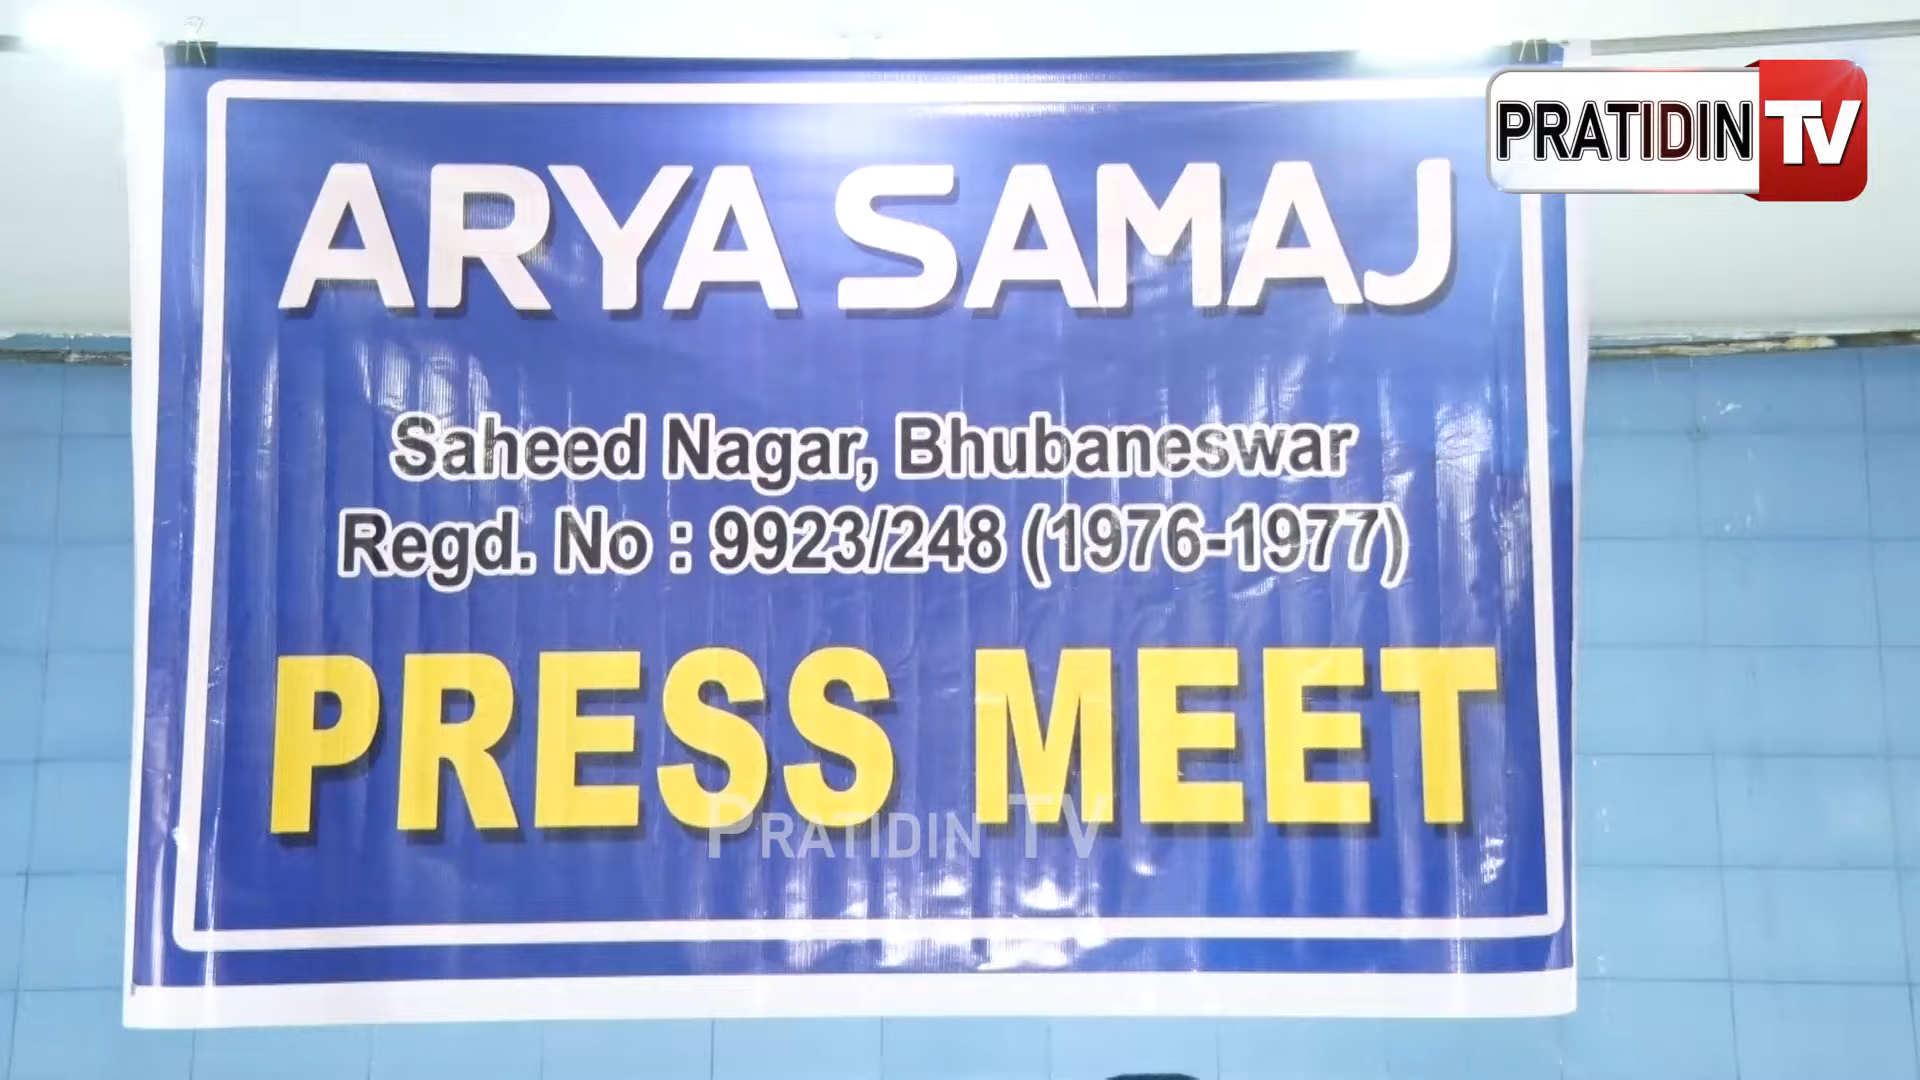 PRATIDIN TV
ARYA SAMAJ
Saheed Nagar, Bhubaneswar
Regd. No : 9923/248 (1976-1977)
PRESS MEET
PRATIDIN TV